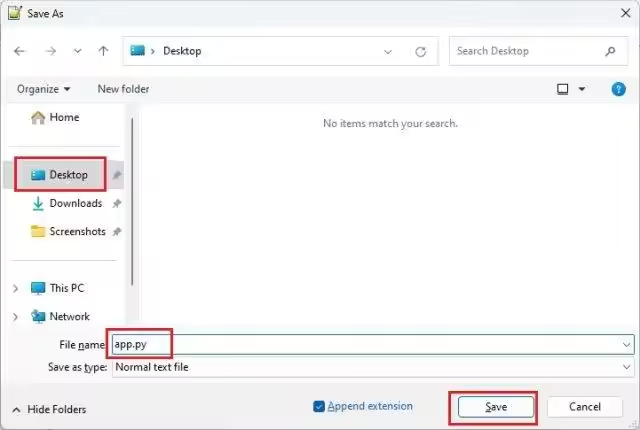 Save As
Desktop
Search Desktop
Organize
New folder
?
Home
No items match your search.
Desktop
Downloads
Screenshots
This PC
Network
File name: app.py
Save as type: Normal text file
Hide Folders
Append extension
Save
Cancel